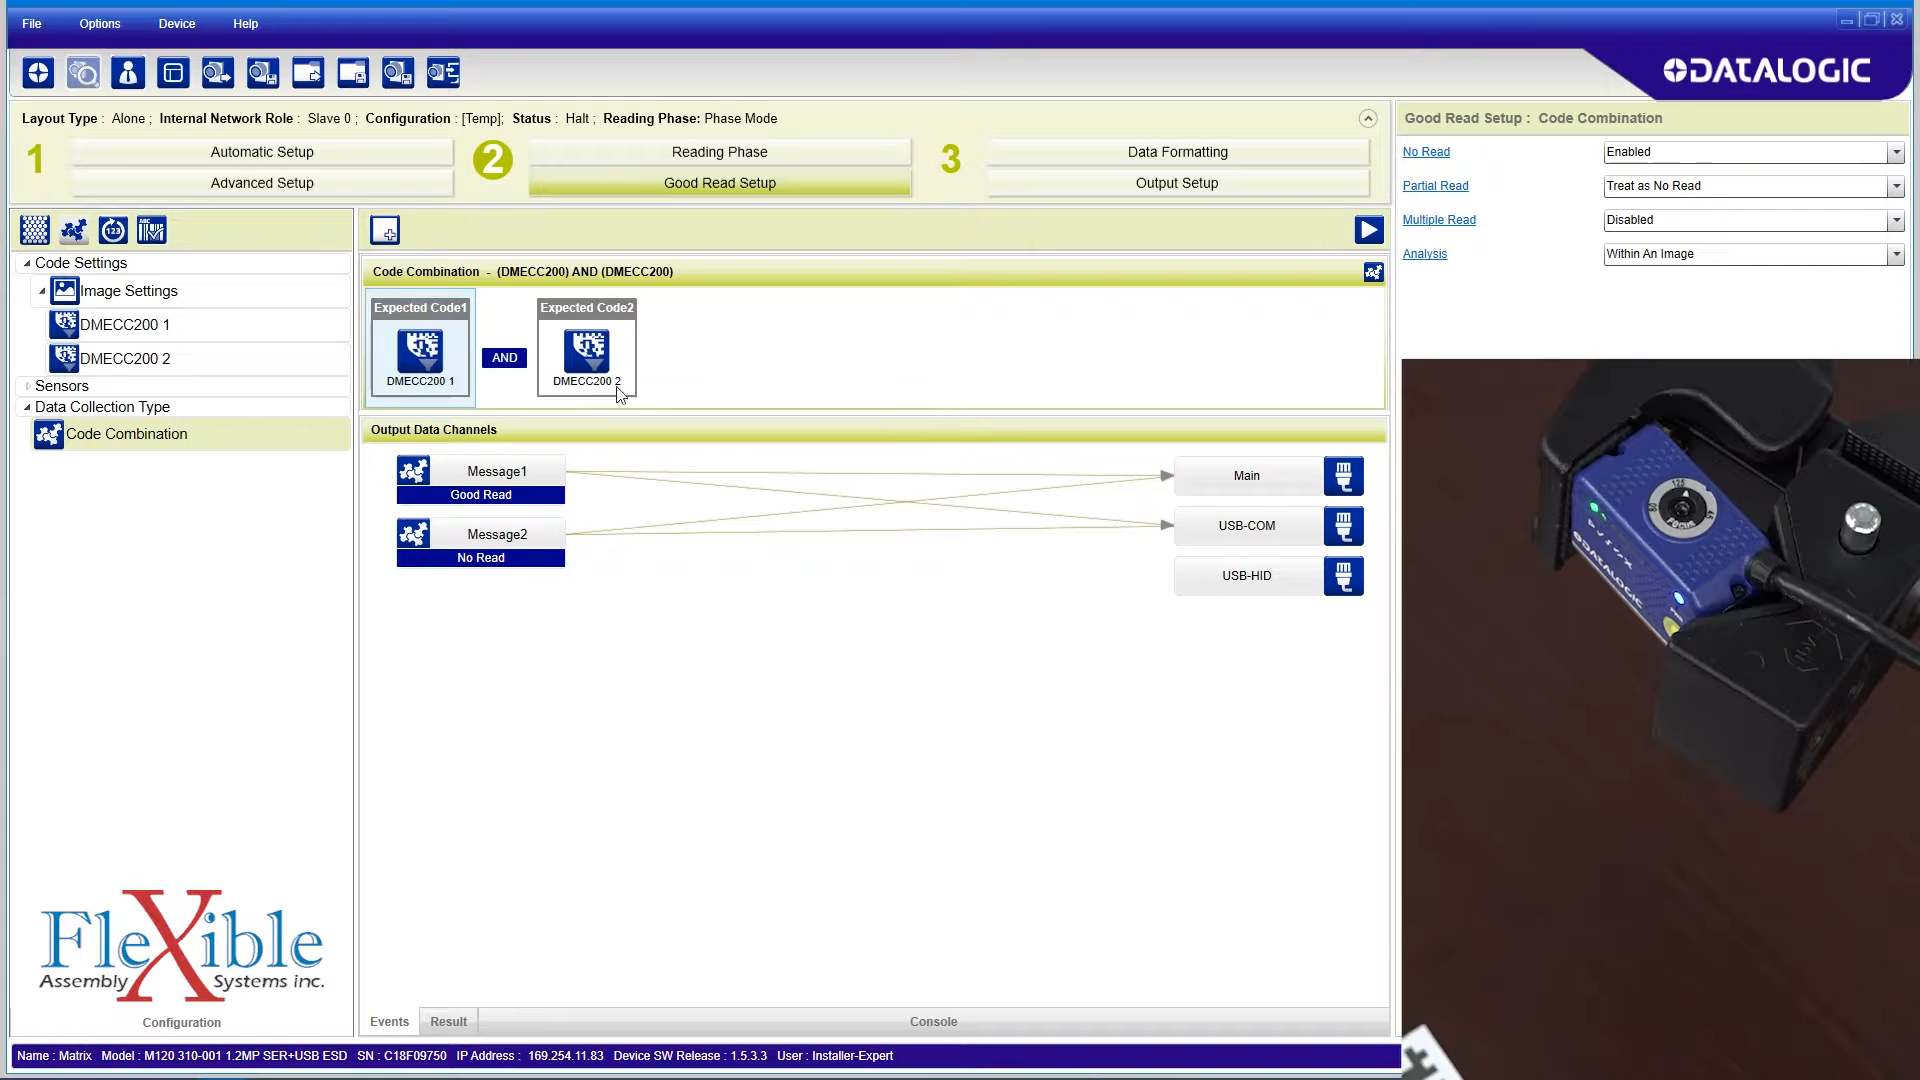 File Options Device Help
DATALOGIC
Layout Type : Alone ; Internal Network Role : Slave 0 ; Configuration : [Temp]; Status : Halt ; Reading Phase: Phase Mode
1 Automatic Setup
Advanced Setup
2 Reading Phase
Good Read Setup
3 Data Formatting
Output Setup
Good Read Setup : Code Combination
No Read Enabled
Partial Read Treat as No Read
Multiple Read Disabled
Analysis Within An Image
123
ABC
Code Settings
Image Settings
DMECC200 1
DMECC200 2
Sensors
Data Collection Type
Code Combination
Code Combination - (DMECC200) AND (DMECC200)
Expected Code1
DMECC200 1
AND
Expected Code2
DMECC200 2
Output Data Channels
Message1
Good Read
Message2
No Read
Main
USB-COM
USB-HID
125
45
FOCUS
DATALOGIC
FleXible
Assembly Systems inc.
Configuration
Events Result Console
Name : Matrix Model : M120 310-001 1.2MP SER+USB ESD SN : C18F09750 IP Address : 169.254.11.83 Device SW Release : 1.5.3.3 User : Installer-Expert